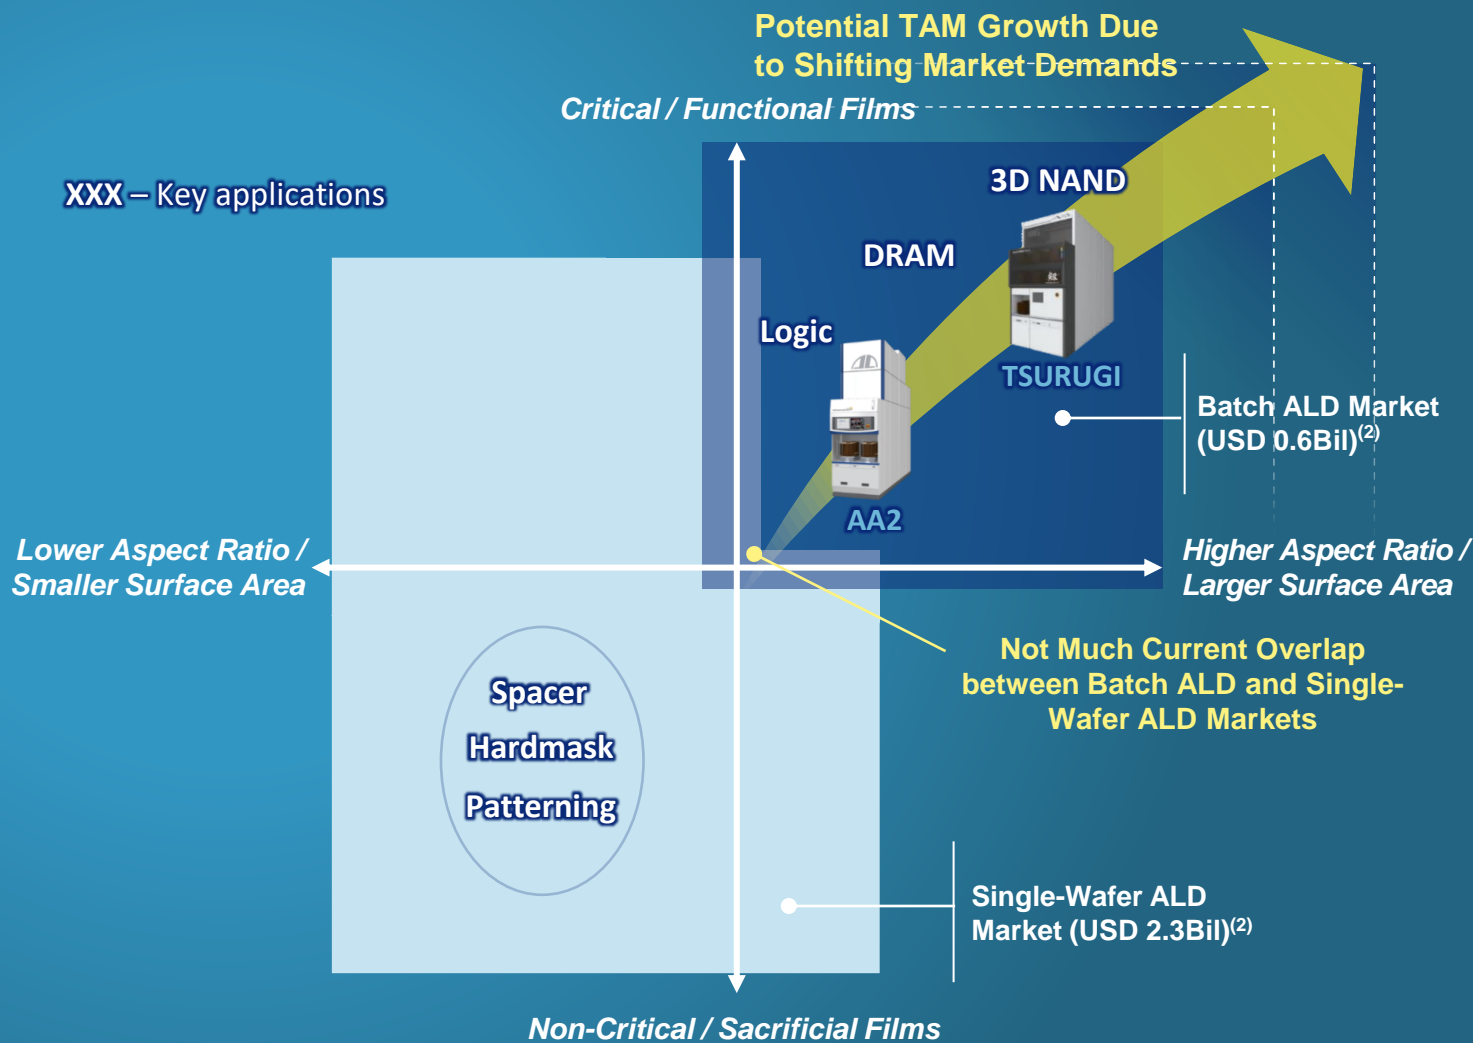 Potential TAM Growth Due
to Shifting Market Demands
Critical / Functional Films
XXX – Key applications
3D NAND
DRAM
Logic
TSURUGI
AA2
Batch ALD Market
(USD 0.6Bil)(2)
Lower Aspect Ratio /
Smaller Surface Area
Higher Aspect Ratio /
Larger Surface Area
Not Much Current Overlap
between Batch ALD and Single-
Wafer ALD Markets
Spacer
Hardmask
Patterning
Single-Wafer ALD
Market (USD 2.3Bil)(2)
Non-Critical / Sacrificial Films